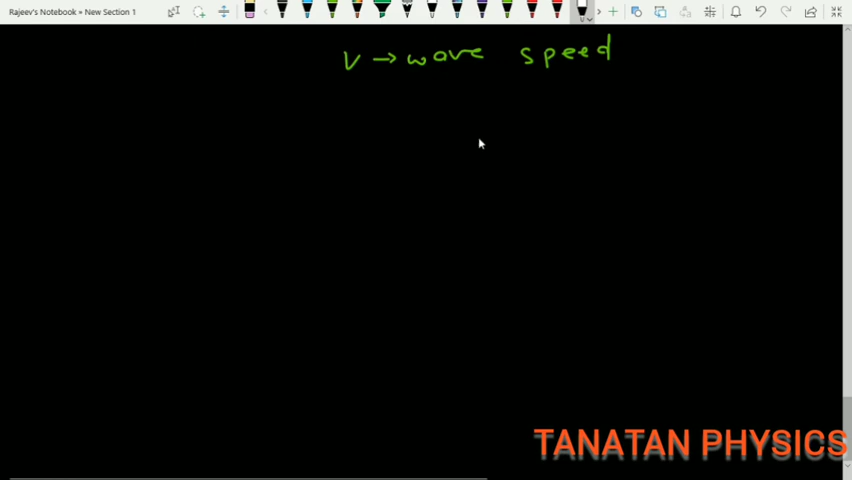 Rajeev's Notebook » New Section 1
v → wave speed
TANATAN PHYSICS